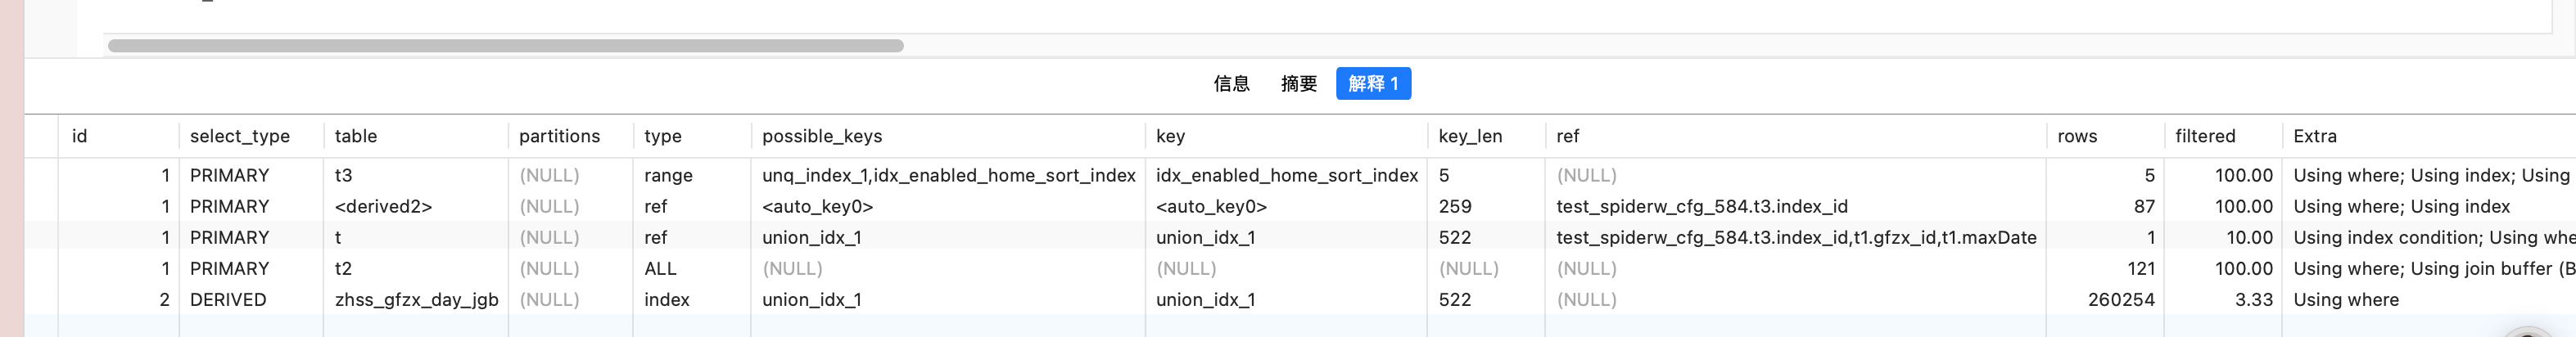 信息 摘要 解释 1
id select_type table partitions type possible_keys key key_len ref rows filtered Extra
1 PRIMARY t3 (NULL) range unq_index_1,idx_enabled_home_sort_index idx_enabled_home_sort_index 5 (NULL) 5 100.00 Using where; Using index; Using
1 PRIMARY <derived2> (NULL) ref <auto_key0> <auto_key0> 259 test_spiderw_cfg_584.t3.index_id 87 100.00 Using where; Using index
1 PRIMARY t (NULL) ref union_idx_1 union_idx_1 522 test_spiderw_cfg_584.t3.index_id,t1.gfzx_id,t1.maxDate 1 10.00 Using index condition; Using whe
1 PRIMARY t2 (NULL) ALL (NULL) (NULL) (NULL) (NULL) 121 100.00 Using where; Using join buffer (B
2 DERIVED zhss_gfzx_day_jgb (NULL) index union_idx_1 union_idx_1 522 (NULL) 260254 3.33 Using where